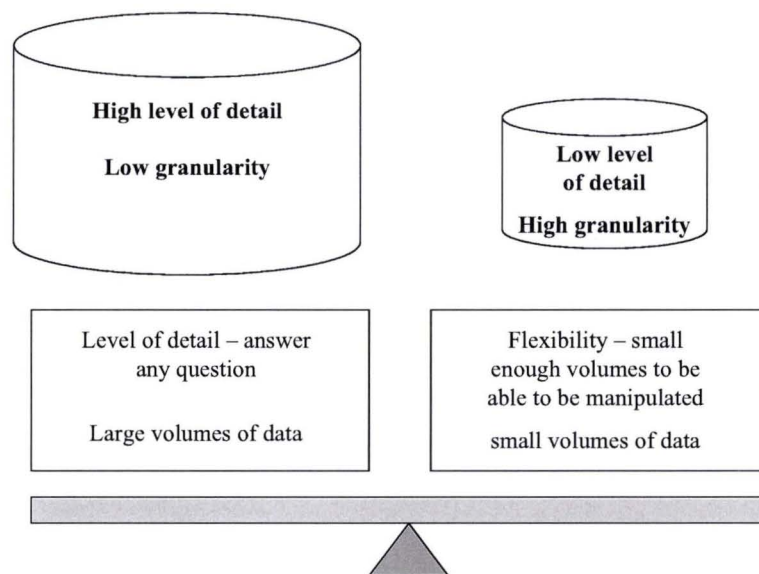 High level of detail
Low granularity
Low level
of detail
High granularity
Level of detail – answer
any question
Large volumes of data
Flexibility – small
enough volumes to be
able to be manipulated
small volumes of data